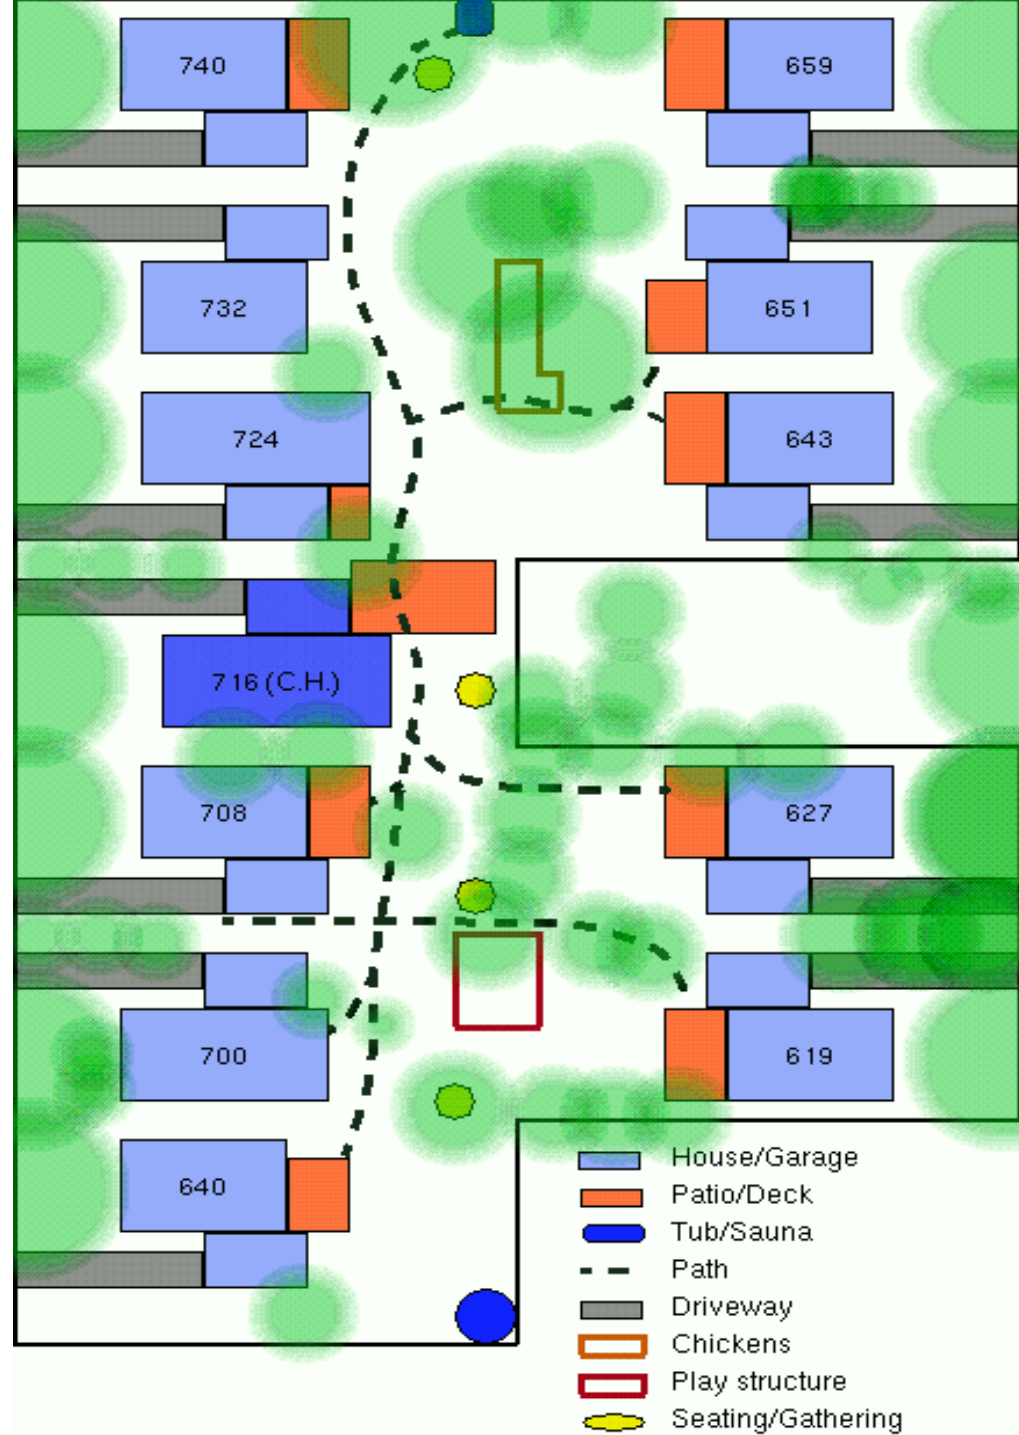 740
659
732
651
724
643
716 (C.H.)
708
627
700
619
640
House/Garage
Patio/Deck
Tub/Sauna
Path
Driveway
Chickens
Play structure
Seating/Gathering